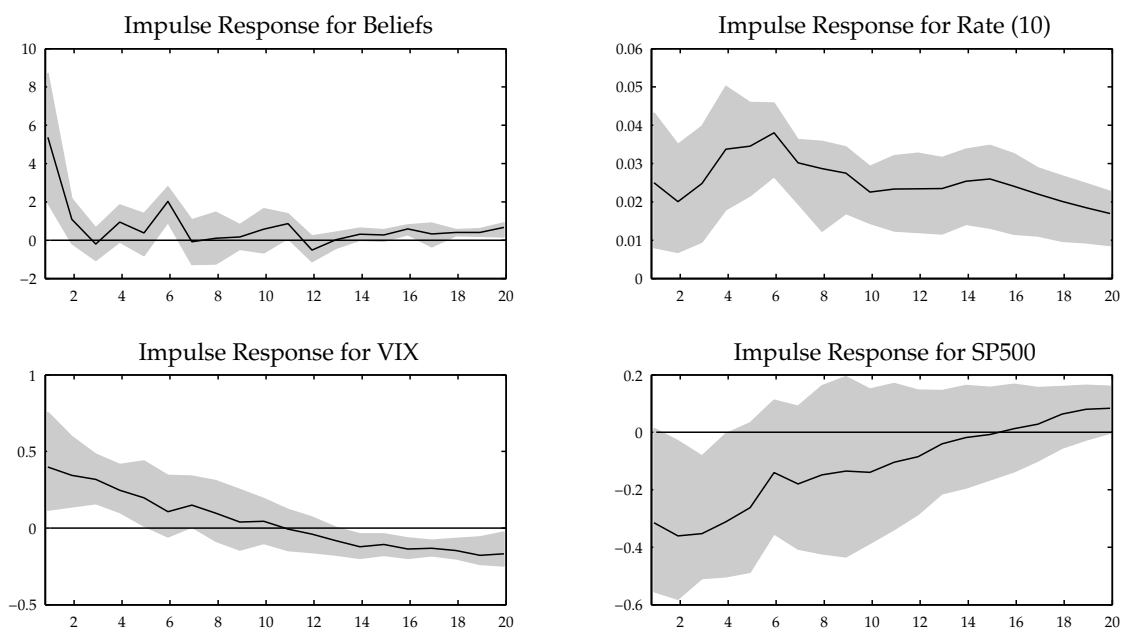 Impulse Response for Beliefs
10
8
6
4
2
0
−2
2 4 6 8 10 12 14 16 18 20
Impulse Response for Rate (10)
0.06
0.05
0.04
0.03
0.02
0.01
0
2 4 6 8 10 12 14 16 18 20
Impulse Response for VIX
1
0.5
0
−0.5
2 4 6 8 10 12 14 16 18 20
Impulse Response for SP500
0.2
0
−0.2
−0.4
−0.6
2 4 6 8 10 12 14 16 18 20